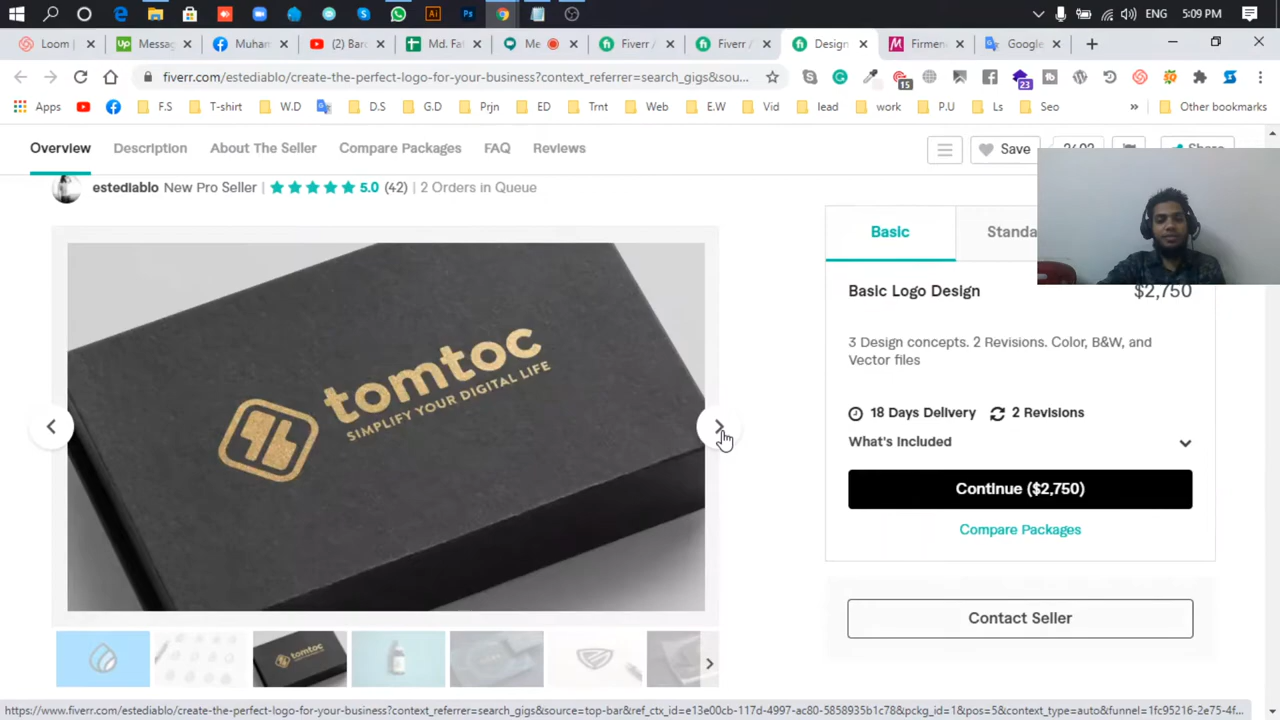 ENG
5:09 PM
Loom |
Messag
Muham
(2) Barc
Md. Fat
Me
Fiverr /
Fiverr /
Design
Firmen
Google
fiverr.com/estediablo/create-the-perfect-logo-for-your-business?context_referrer=search_gigs&sou...
15
23
Apps
F.S
T-shirt
W.D
D.S
G.D
Prjn
ED
Trnt
Web
E.W
Vid
lead
work
P.U
Ls
Seo
»
Other bookmarks
Overview
Description
About The Seller
Compare Packages
FAQ
Reviews
Save
estediablo New Pro Seller | 5.0 (42) | 2 Orders in Queue
Basic
Standa
tomtoc
SIMPLIFY YOUR DIGITAL LIFE
Basic Logo Design
$2,750
3 Design concepts. 2 Revisions. Color, B&W, and
Vector files
18 Days Delivery
2 Revisions
What's Included
Continue ($2,750)
Compare Packages
Contact Seller
tomtoc
https://www.fiverr.com/estediablo/create-the-perfect-logo-for-your-business?context_referrer=search_gigs&source=top-bar&ref_ctx_id=e13e00cb-117d-4997-ac80-5858935b1c78&pckg_id=1&pos=5&context_type=auto&funnel=1fc95216-2e75-4f...